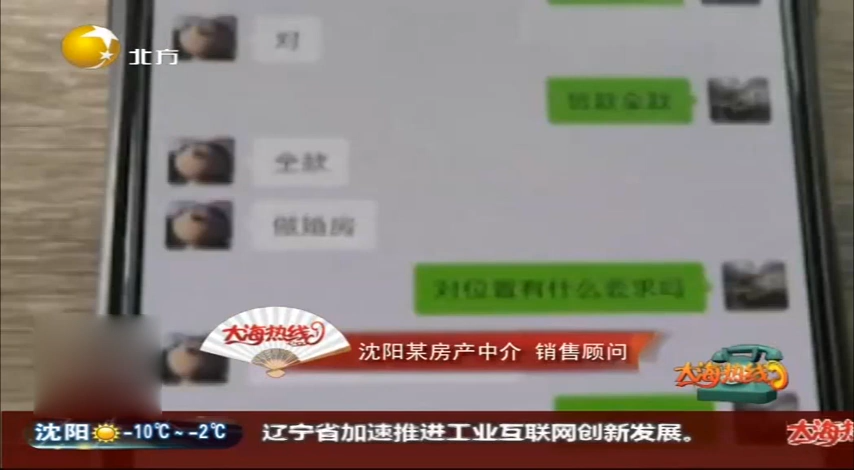 北方
对
贷款全款
全款
做婚房
对位置有什么要求吗
大海热线
沈阳某房产中介 销售顾问
大海热线
沈阳 -10℃~-2℃
辽宁省加速推进工业互联网创新发展。
大海热